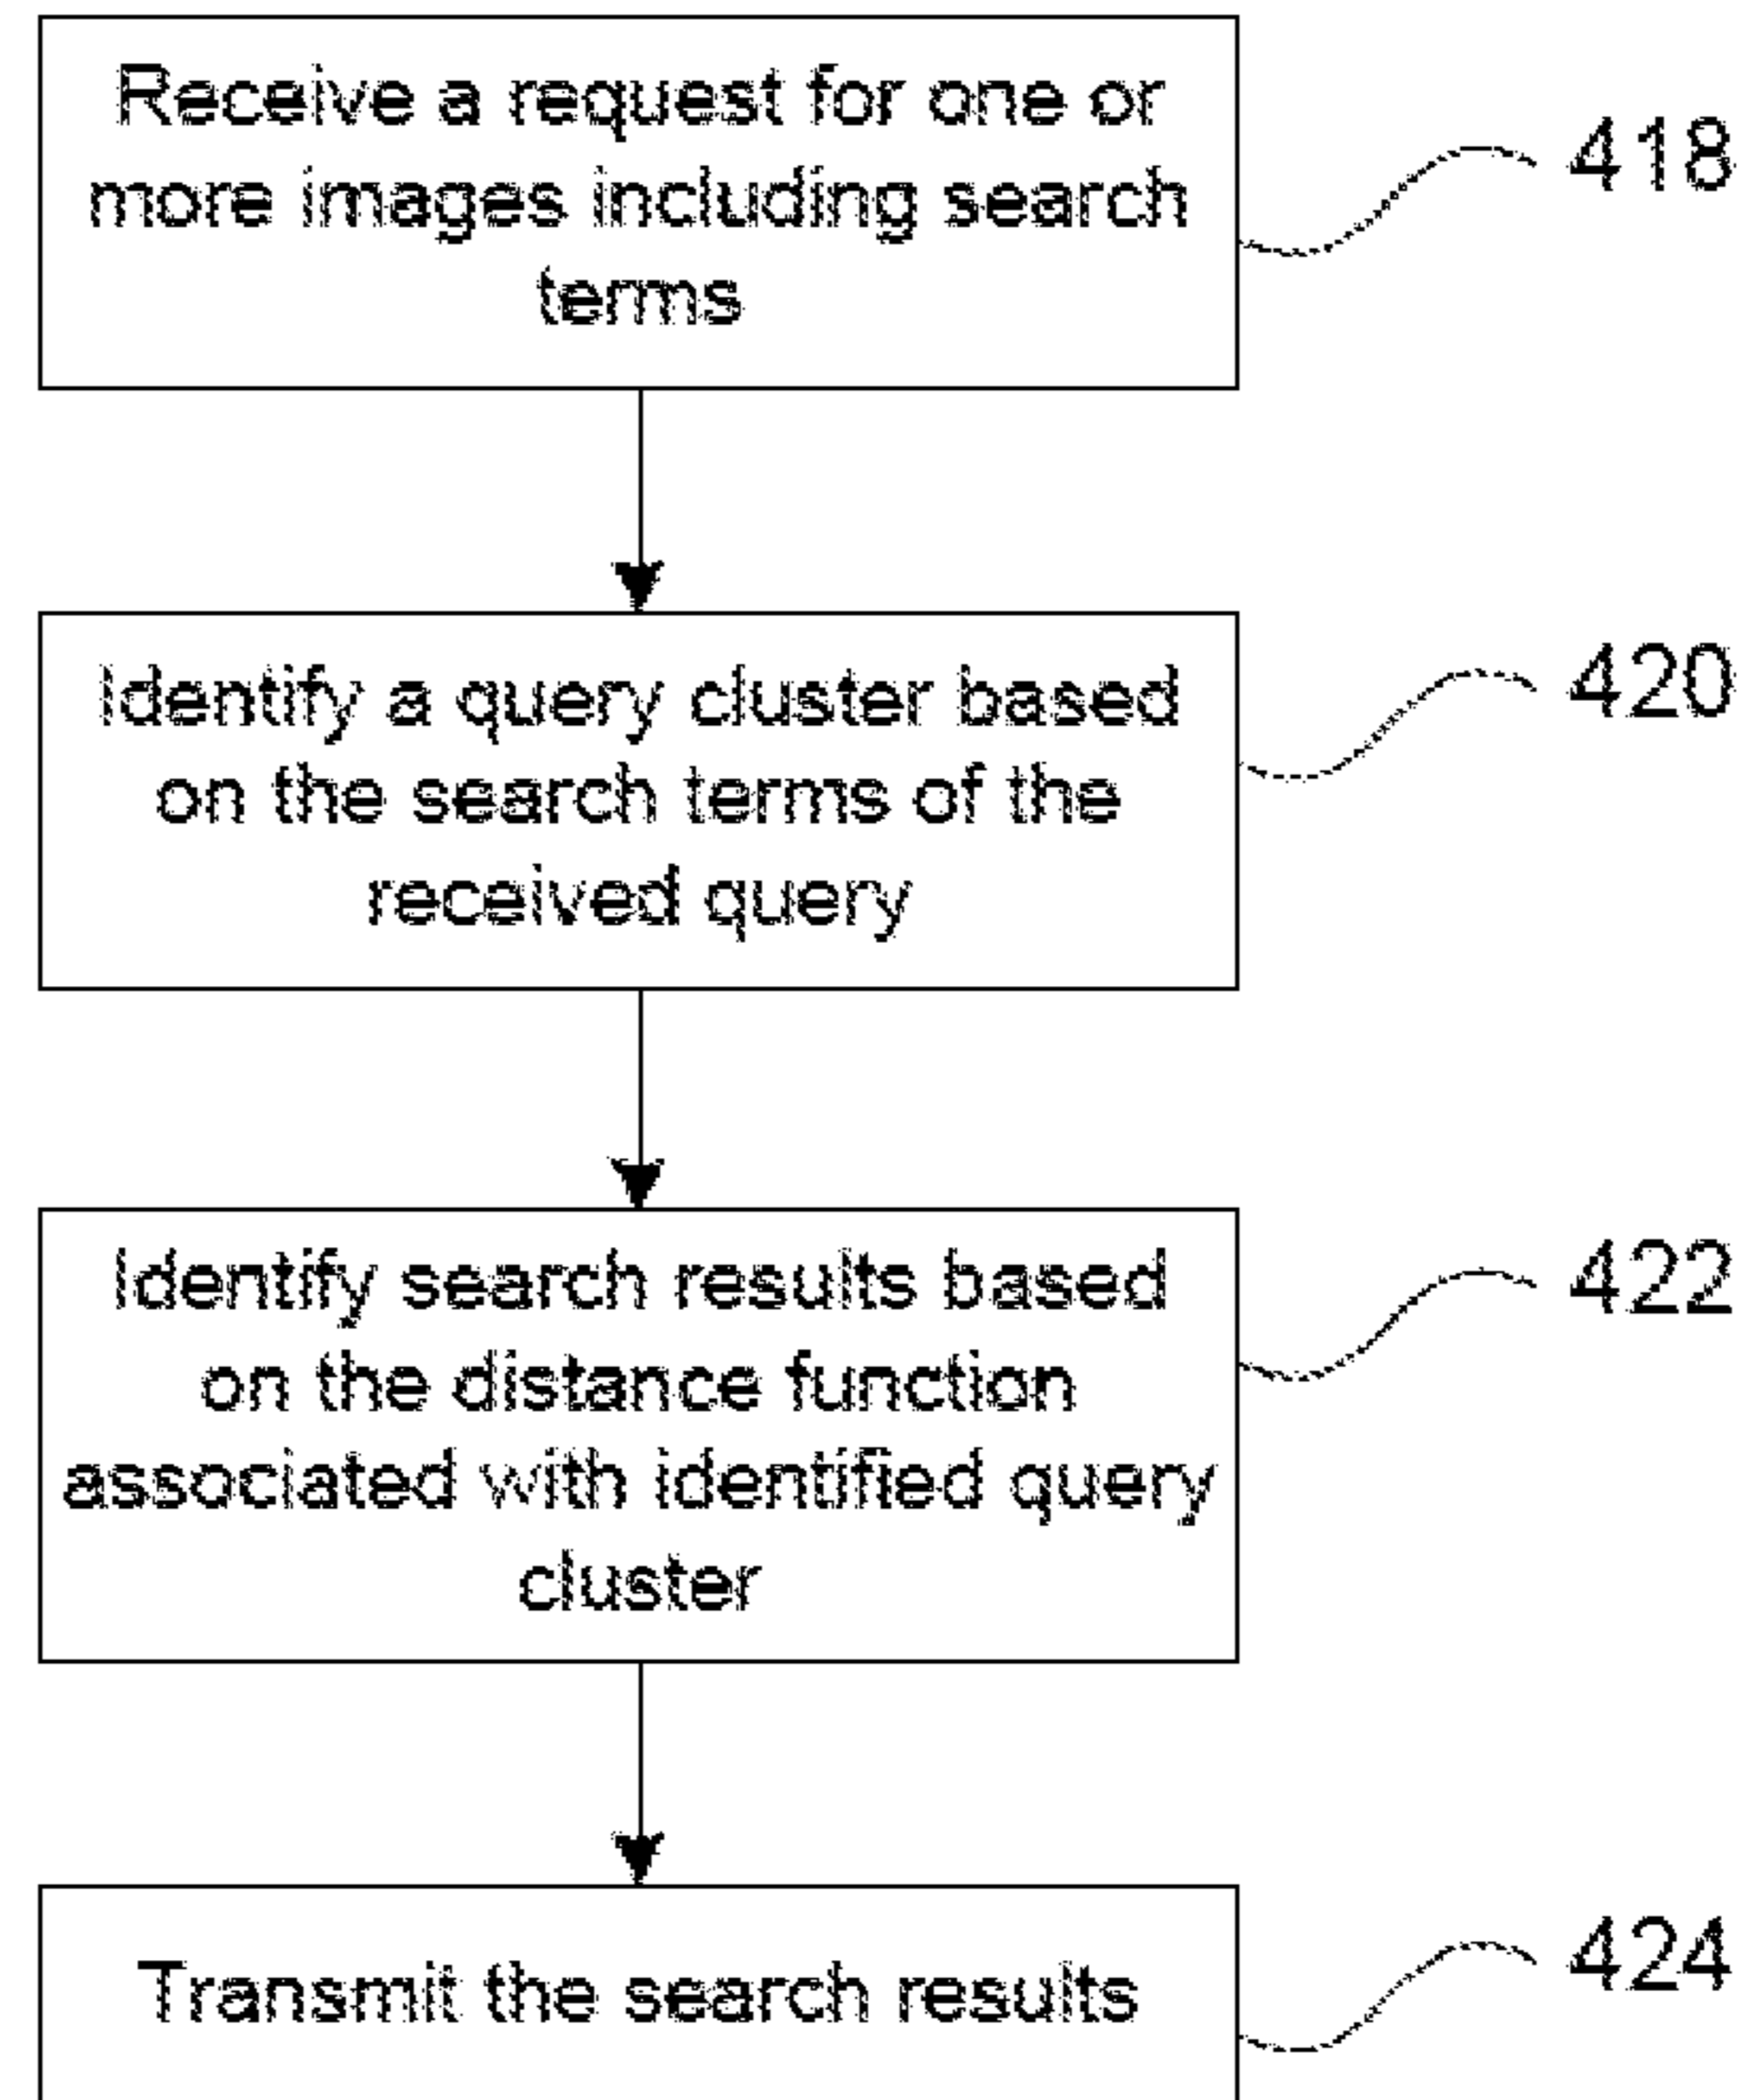 Receive a request for one or
more images including search
terms
418
Identify a query cluster based
on the search terms of the
received query
420
Identify search results based
on the distance function
associated with identified query
cluster
422
Transmit the search results
424